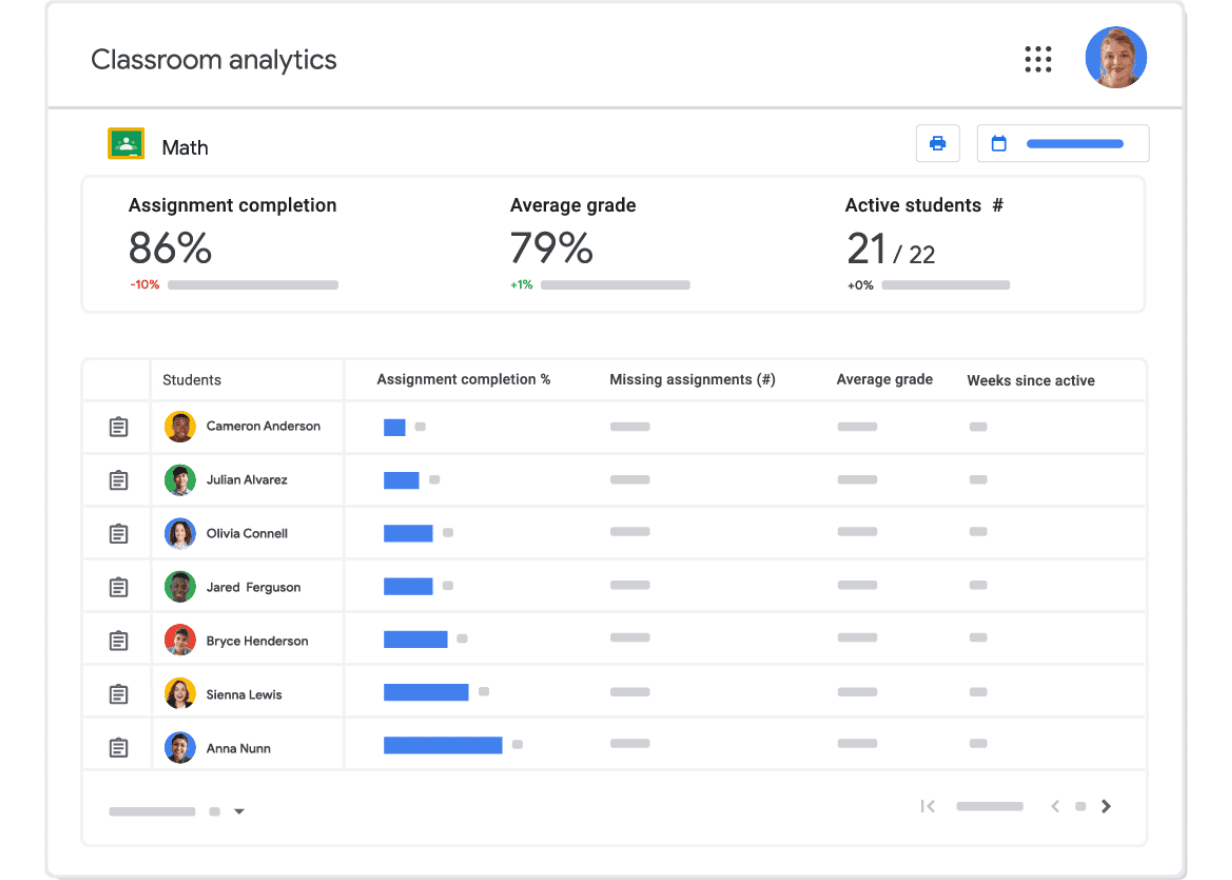 Classroom analytics
Math
Assignment completion Average grade Active students #
86% 79% 21 / 22
-10% +1% +0%
Students Assignment completion % Missing assignments (#) Average grade Weeks since active
Cameron Anderson
Julian Alvarez
Olivia Connell
Jared Ferguson
Bryce Henderson
Sienna Lewis
Anna Nunn